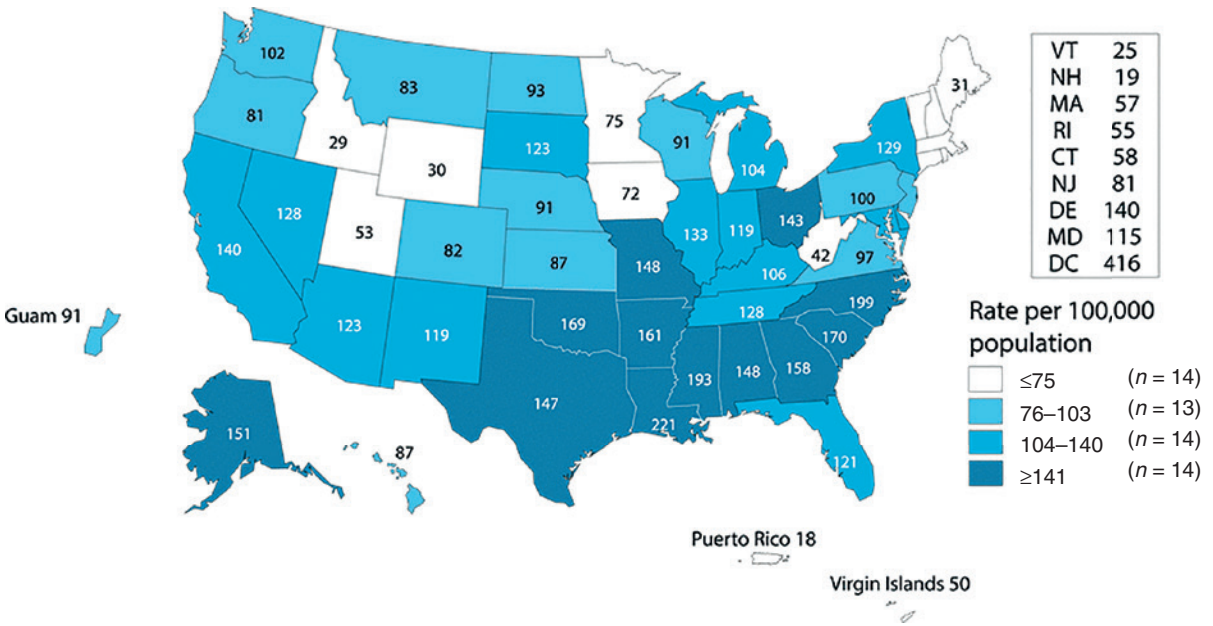 102
83
93
75
31
81
29
30
123
91
104
129
VT 25
NH 19
MA 57
RI 55
CT 58
NJ 81
DE 140
MD 115
DC 416
128
53
82
91
72
133
119
143
100
140
87
148
106
42
97
123
119
169
161
128
199
170
147
193
148
158
221
121
Guam 91
151
87
Rate per 100,000
population
≤75 (n = 14)
76–103 (n = 13)
104–140 (n = 14)
≥141 (n = 14)
Puerto Rico 18
Virgin Islands 50